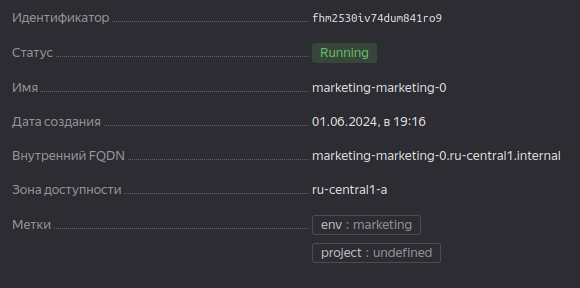 Идентификатор fhm2530iv74dum841ro9
Статус Running
Имя marketing-marketing-0
Дата создания 01.06.2024, в 19:16
Внутренний FQDN marketing-marketing-0.ru-central1.internal
Зона доступности ru-central1-a
Метки env : marketing
project : undefined